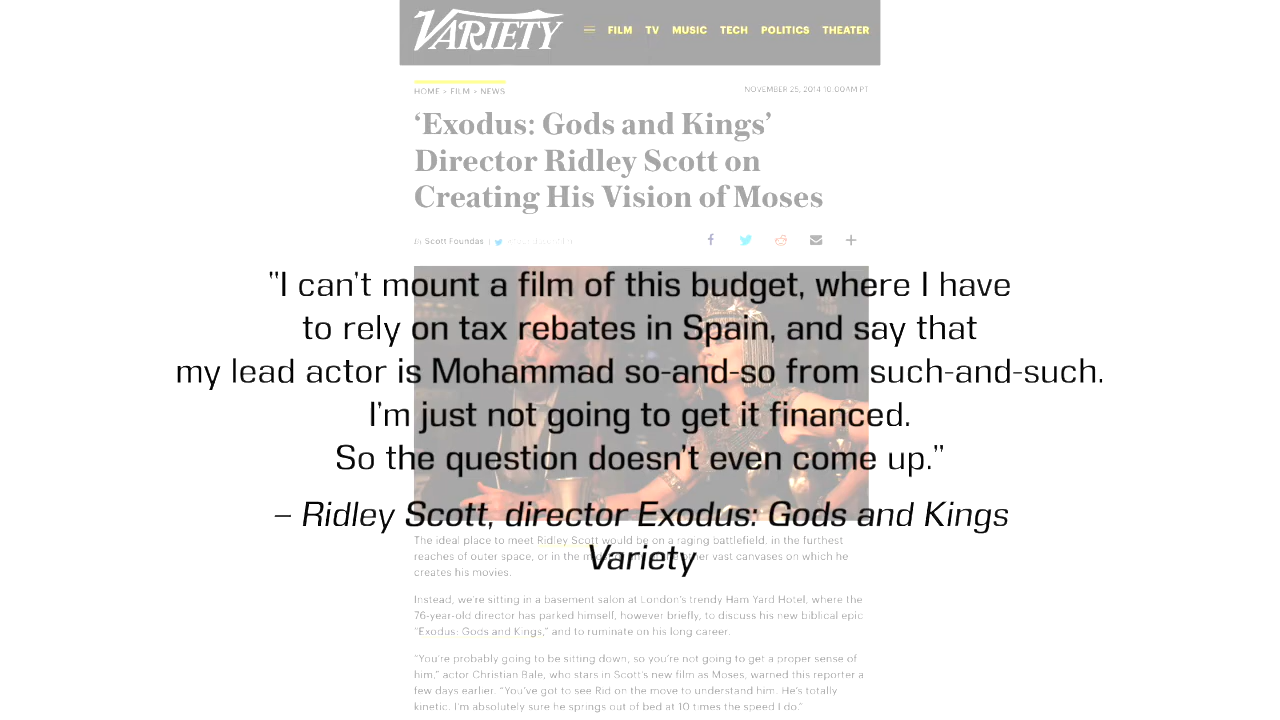 VARIETY
FILM TV MUSIC TECH POLITICS THEATER
HOME > FILM > NEWS
NOVEMBER 25, 2014 10:00AM PT
‘Exodus: Gods and Kings’
Director Ridley Scott on
Creating His Vision of Moses
By Scott Foundas |
"I can't mount a film of this budget, where I have
to rely on tax rebates in Spain, and say that
my lead actor is Mohammad so-and-so from such-and-such.
I'm just not going to get it financed.
So the question doesn't even come up."
– Ridley Scott, director Exodus: Gods and Kings
Variety
The ideal place to meet Ridley Scott would be on a raging battlefield, in the furthest
reaches of outer space, or in the other vast canvases on which he
creates his movies.
Instead, we’re sitting in a basement salon at London’s trendy Ham Yard Hotel, where the
76-year-old director has parked himself, however briefly, to discuss his new biblical epic
“Exodus: Gods and Kings,” and to ruminate on his long career.
“You’re probably going to be sitting down, so you’re not going to get a proper sense of
him,” actor Christian Bale, who stars in Scott’s new film as Moses, warned this reporter a
few days earlier. “You’ve got to see Rid on the move to understand him. He’s totally
kinetic. I’m absolutely sure he springs out of bed at 10 times the speed I do.”